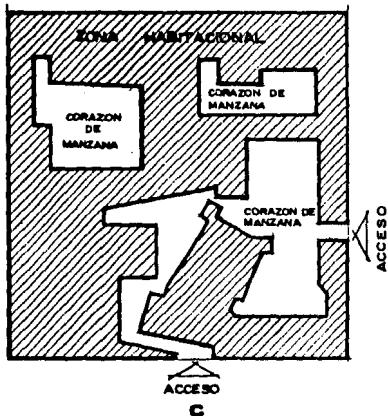 ZONA HABITACIONAL
CORAZON
DE
MANZANA
CORAZON DE
MANZANA
CORAZON DE
MANZANA
ACCESO
ACCESO
C